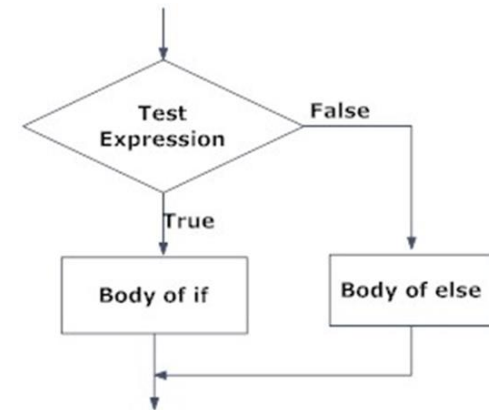 Test
Expression
False
True
Body of if
Body of else